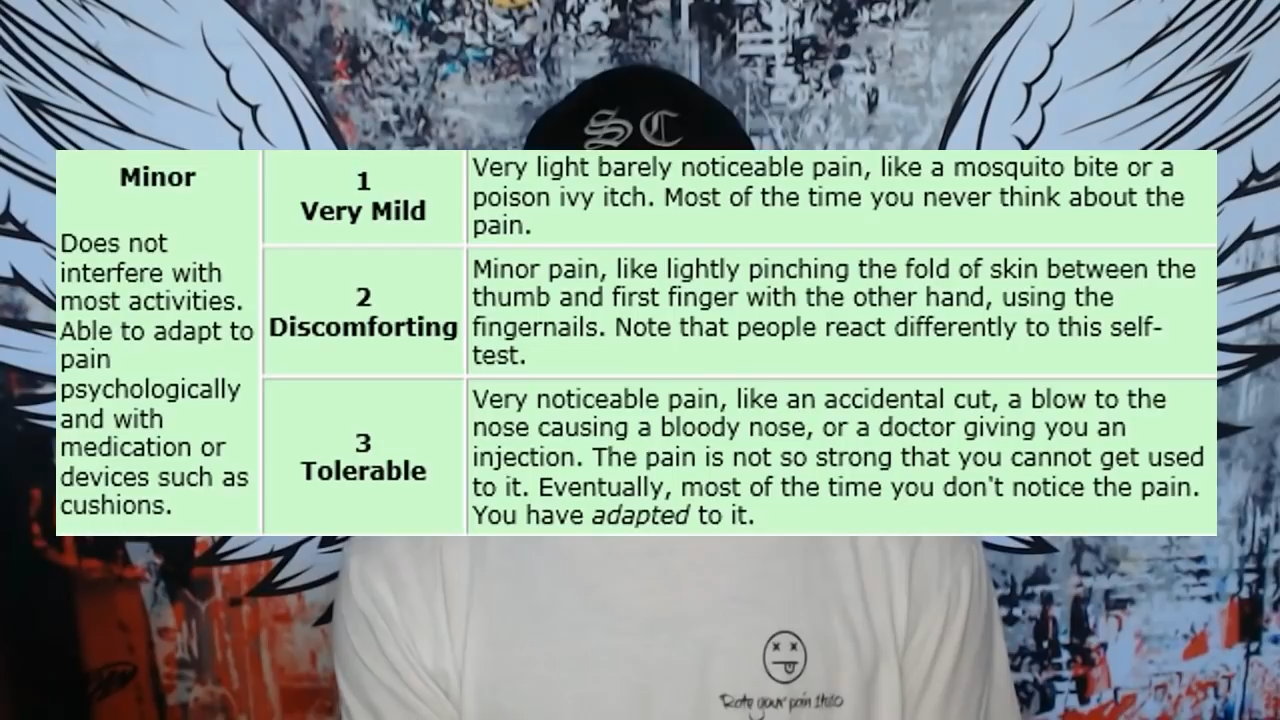 SC
Minor
Does not
interfere with
most activities.
Able to adapt to
pain
psychologically
and with
medication or
devices such as
cushions.
1
Very Mild
Very light barely noticeable pain, like a mosquito bite or a
poison ivy itch. Most of the time you never think about the
pain.
2
Discomforting
Minor pain, like lightly pinching the fold of skin between the
thumb and first finger with the other hand, using the
fingernails. Note that people react differently to this self-
test.
3
Tolerable
Very noticeable pain, like an accidental cut, a blow to the
nose causing a bloody nose, or a doctor giving you an
injection. The pain is not so strong that you cannot get used
to it. Eventually, most of the time you don't notice the pain.
You have adapted to it.
Rate your pain 1to10